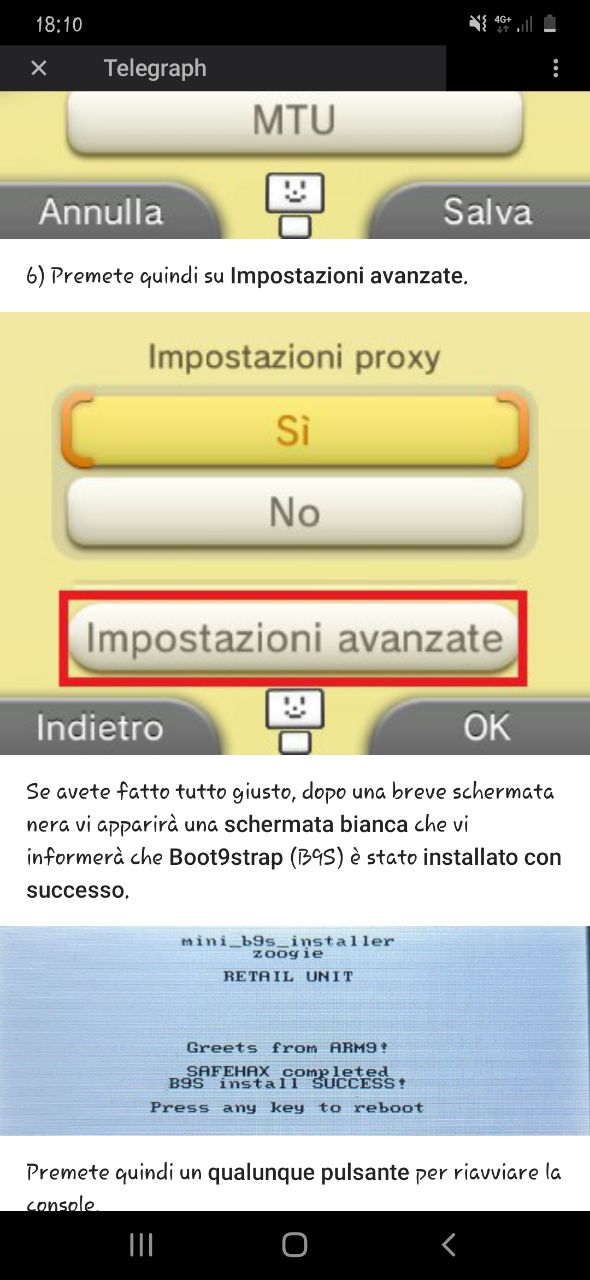 18:10
4G+
Telegraph
MTU
Annulla
Salva
6) Premete quindi su Impostazioni avanzate.
Impostazioni proxy
Sì
No
Impostazioni avanzate
Indietro
OK
Se avete fatto tutto giusto, dopo una breve schermata
nera vi apparirà una schermata bianca che vi
informerà che Boot9strap (B9S) è stato installato con
successo.
mini_b9s_installer
zoogie
RETAIL UNIT
Greets from ARM9!
SAFEHAX completed
B9S install SUCCESS!
Press any key to reboot
Premete quindi un qualunque pulsante per riavviare la
console.